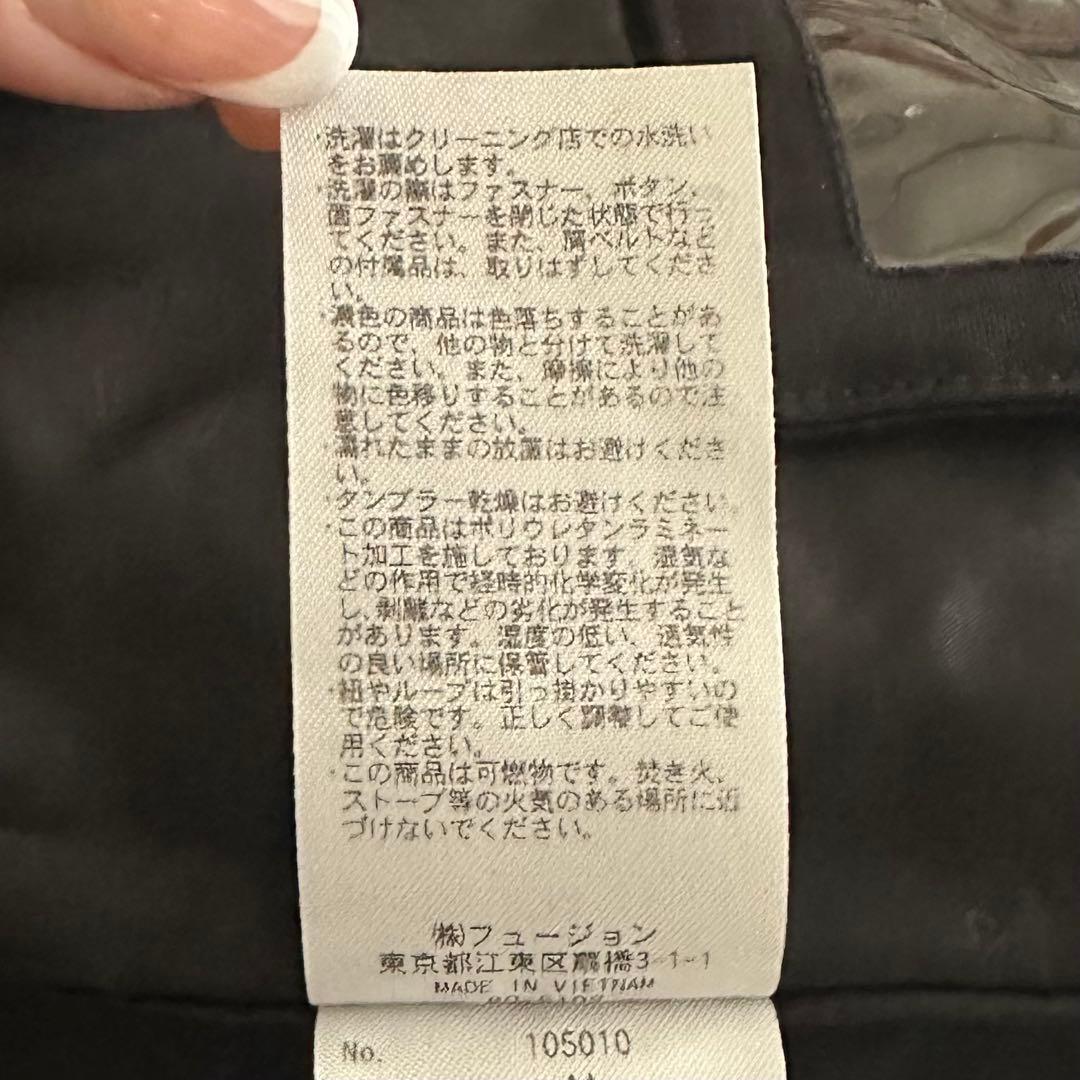 ・洗濯はクリーニング店での水洗い
をお薦めします。
・洗濯の際はファスナー、ボタン、
面ファスナーを閉じた状態で行っ
てください。また、肩ベルトなど
の付属品は、取りはずしてくださ
い。
・濃色の商品は色落ちすることがあ
るので、他の物と分けて洗濯して
ください。また、摩擦により他の
物に色移りすることがあるので注
意してください。
・濡れたままの放置はお避けくださ
い。
・タンブラー乾燥はお避けください。
・この商品はポリウレタンラミネー
ト加工を施しております。湿気な
どの作用で経時的化学変化が発生
し、剥離などの劣化が発生すること
があります。湿度の低い、通気性
の良い場所に保管してください。
・紐やループは引っ掛かりやすいの
で危険です。正しく調整してご使
用ください。
・この商品は可燃物です。焚き火、
ストーブ等の火気のある場所に近
づけないでください。
(株)フュージョン
東京都江東区扇橋3-1-1
MADE IN VIETNAM
No. 105010